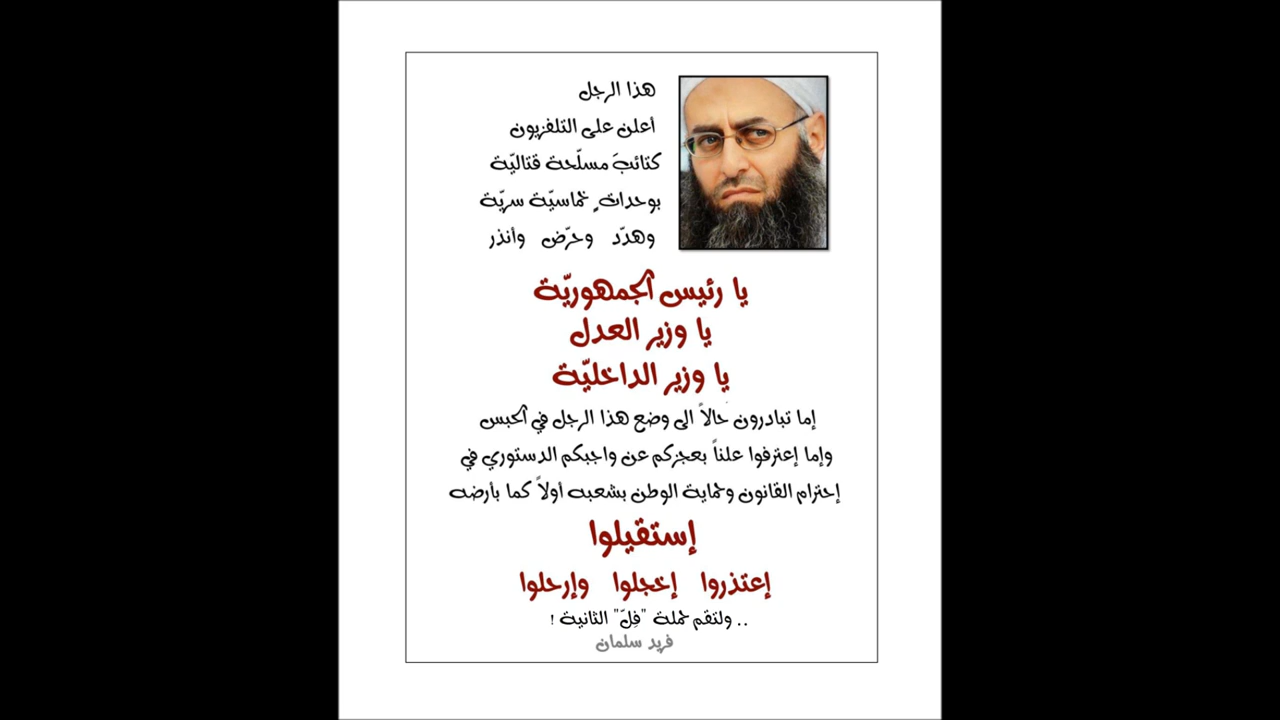 هذا الرجل
أعلن على التلفزيون
كتائبَ مسلّحة قتاليّة
بوحداتٍ خماسيّة سريّة
وهدّد وحرّض وأنذر
يا رئيس الجمهوريّة
يا وزير العدل
يا وزير الداخليّة
إما تبادرون حالاً الى وضع هذا الرجل في الحبس
وإما إعترفوا علناً بعجزكم عن واجبكم الدستوري في
إحترام القانون وحماية الوطن بشعبه أولاً كما بأرضه
إستقيلوا
إعتذروا إخجلوا وإرحلوا
.. ولتقم حملة "فِلّ" الثانية !
فريد سلمان